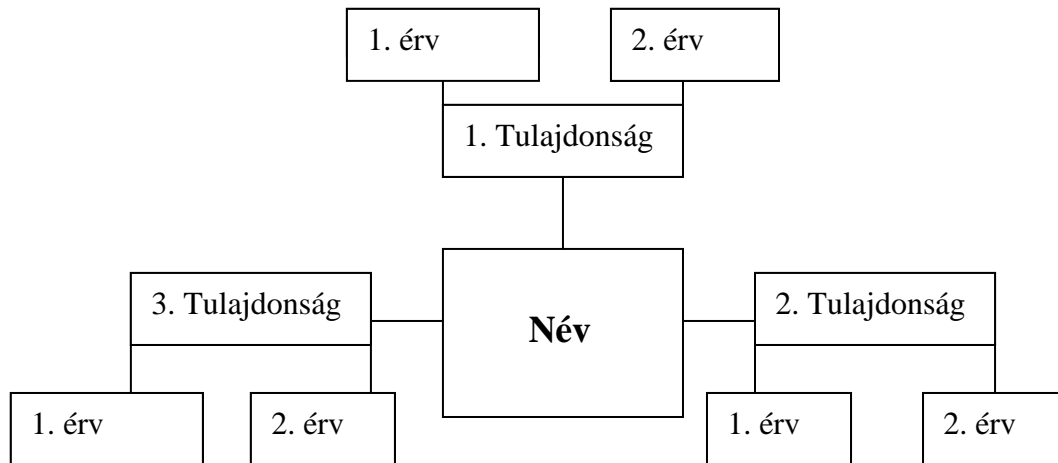 1. érv
2. érv
1. Tulajdonság
3. Tulajdonság
Név
2. Tulajdonság
1. érv
2. érv
1. érv
2. érv